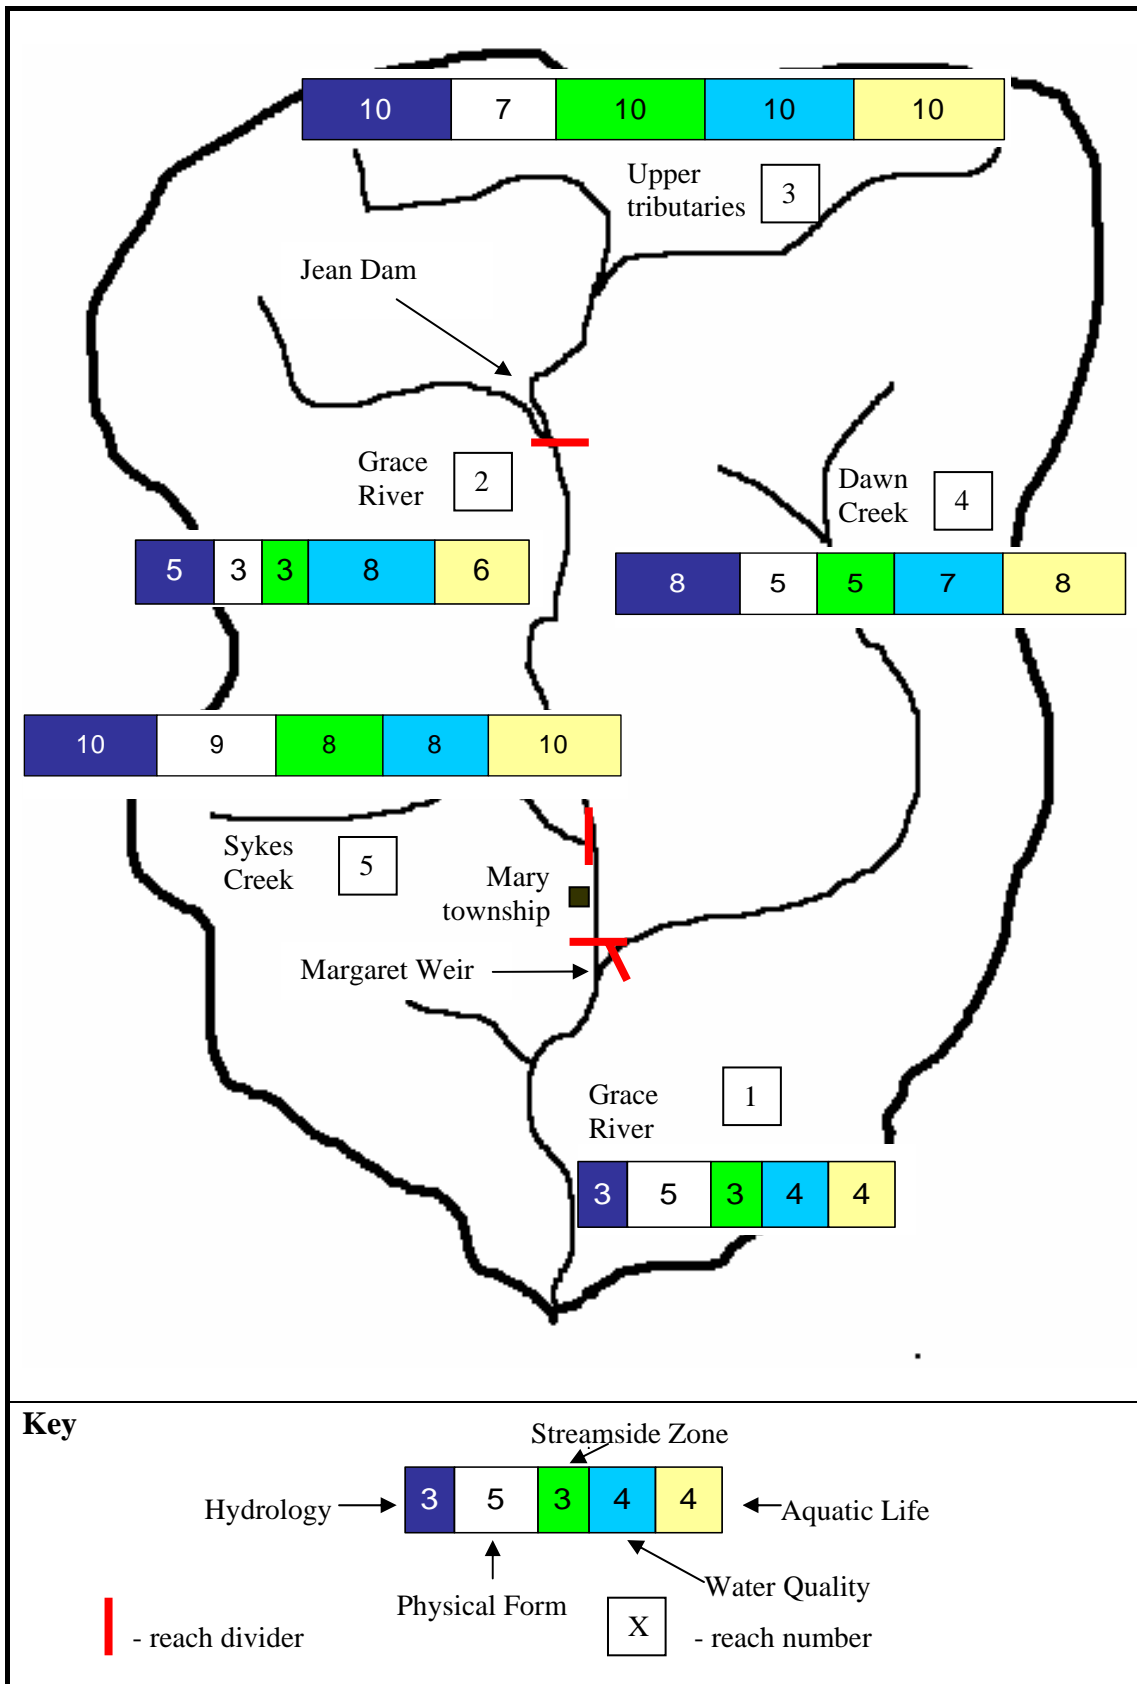 10 7 10 10 10
Upper
tributaries
3
Jean Dam
Grace
River
2
Dawn
Creek
4
5 3 3 8 6
8 5 5 7 8
10 9 8 8 10
Sykes
Creek
5
Mary
township
Margaret Weir
Grace
River
1
3 5 3 4 4
Key
Streamside Zone
Hydrology
3 5 3 4 4
Aquatic Life
Physical Form
Water Quality
- reach divider
X
- reach number